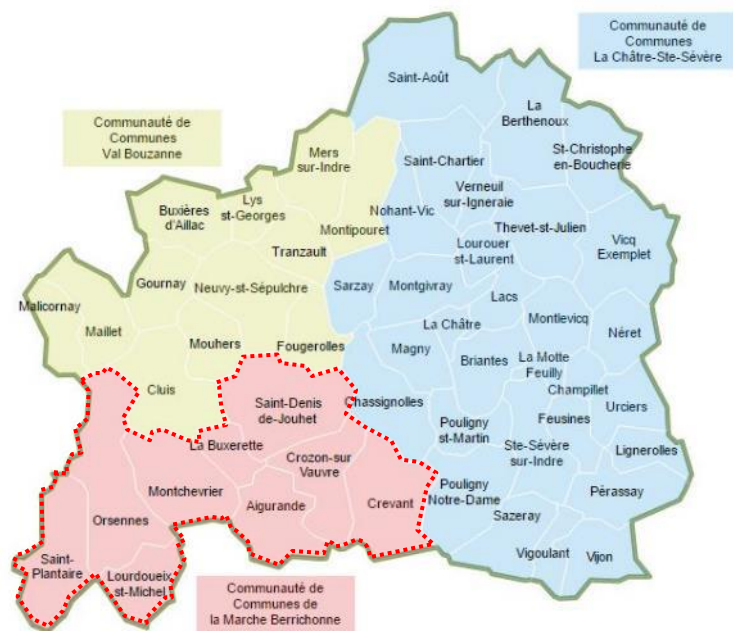 Communauté de
Communes
La Châtre-Ste-Sévère
Saint-Août
La
Berthenoux
Communauté de
Communes
Val Bouzanne
Mers
sur-Indre
Saint-Chartier
St-Christophe
en-Boucherie
Verneuil
sur-Igneraie
Buxières
d'Aillac
Lys
st-Georges
Nohant-Vic
Montipouret
Thevet-st-Julien
Tranzault
Lourouer
st-Laurent
Vicq
Exemplet
Gournay
Neuvy-st-Sépulchre
Sarzay
Montgivray
Lacs
Malicornay
Maillet
La Châtre
Montlevicq
Néret
Mouhers
Fougerolles
Magny
Briantes
La Motte
Feuilly
Cluis
Champillet
Urciers
Saint-Denis
de-Jouhet
Chassignolles
Feusines
Pouligny
st-Martin
La Buxerette
Ste-Sévère
sur-Indre
Lignerolles
Crozon-sur
Vauvre
Montchevrier
Aigurande
Crevant
Pouligny
Notre-Dame
Pérassay
Orsennes
Sazeray
Saint-
Plantaire
Lourdoueix
st-Michel
Vigoulant
Vijon
Communauté de
Communes de
la Marche Berrichonne